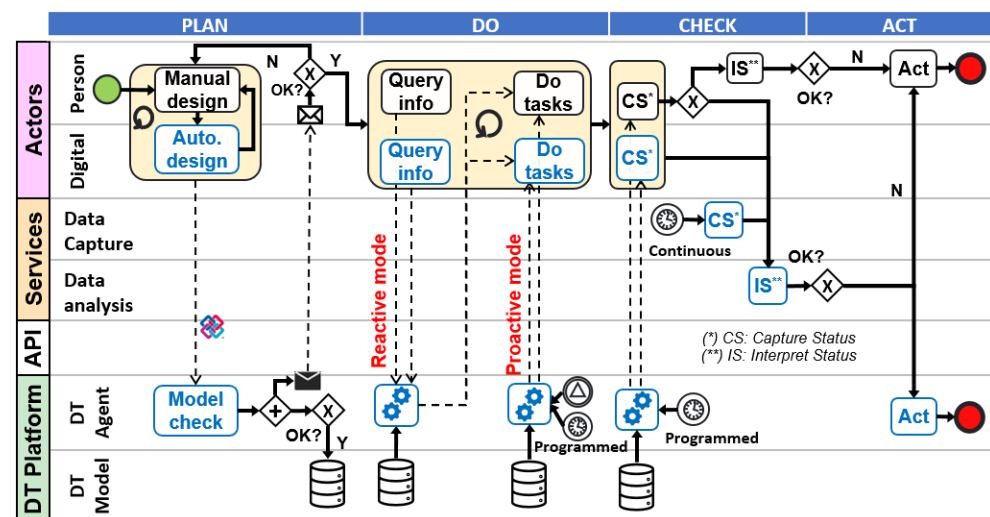 PLAN
DO
CHECK
ACT
Actors
Person
Digital
Services
Data
Capture
Data
analysis
API
DT Platform
DT
Agent
DT
Model
Manual
design
Auto.
design
N
Y
X
OK?
Model
check
+
X
OK?
Y
Query
info
Query
info
Do
tasks
Do
tasks
Reactive mode
Proactive mode
Programmed
CS*
CS*
X
IS**
X
OK?
N
Act
Continuous
CS*
OK?
IS**
X
N
(*) CS: Capture Status
(**) IS: Interpret Status
Programmed
Act